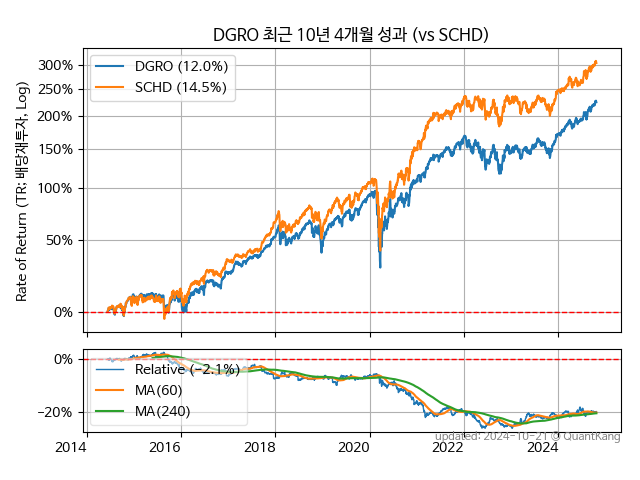 DGRO 최근 10년 4개월 성과 (vs SCHD)
Rate of Return (TR: 배당재투자, Log)
300%
250%
200%
150%
100%
50%
0%
DGRO (12.0%)
SCHD (14.5%)
0%
−20%
Relative (−2.1%)
MA(60)
MA(240)
updated: 2024-10-21 © QuantKang
2014 2016 2018 2020 2022 2024